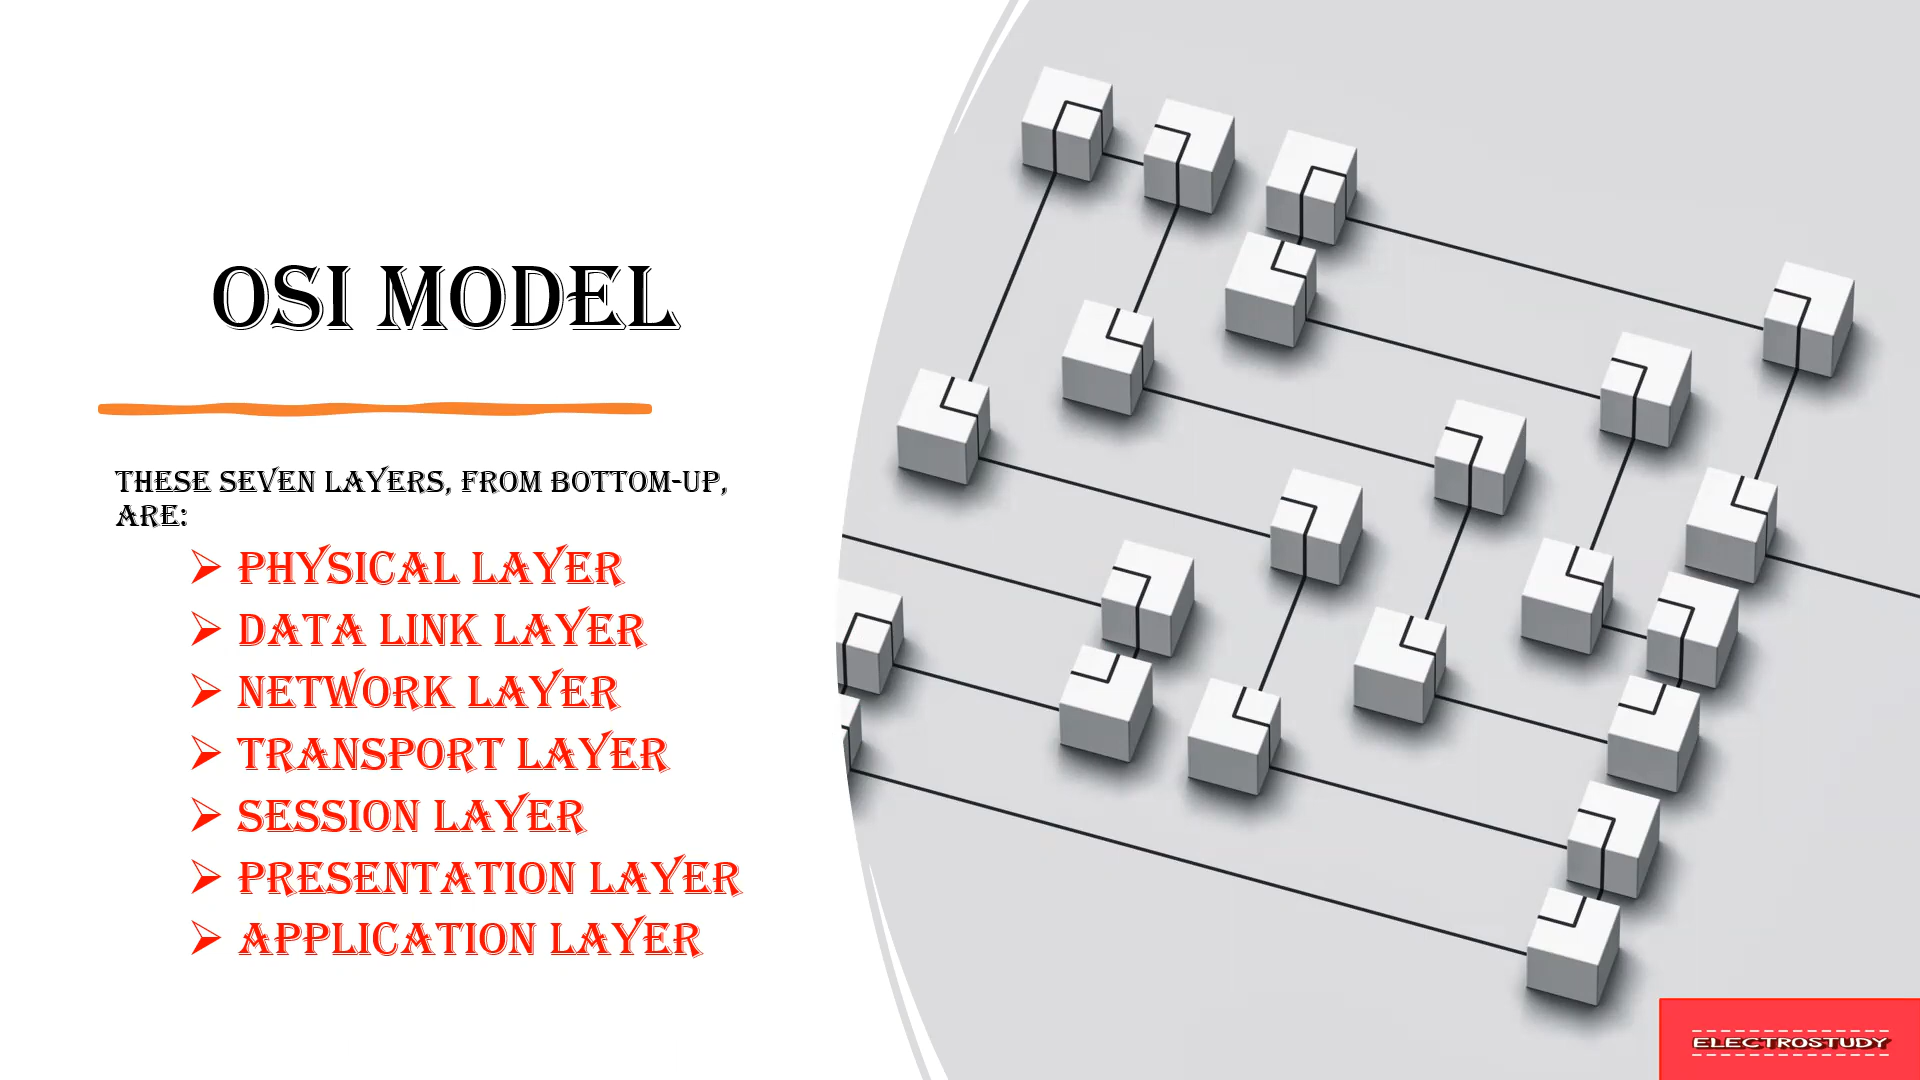 OSI MODEL
THESE SEVEN LAYERS, FROM BOTTOM-UP,
ARE:
PHYSICAL LAYER
DATA LINK LAYER
NETWORK LAYER
TRANSPORT LAYER
SESSION LAYER
PRESENTATION LAYER
APPLICATION LAYER
ELECTROSTUDY